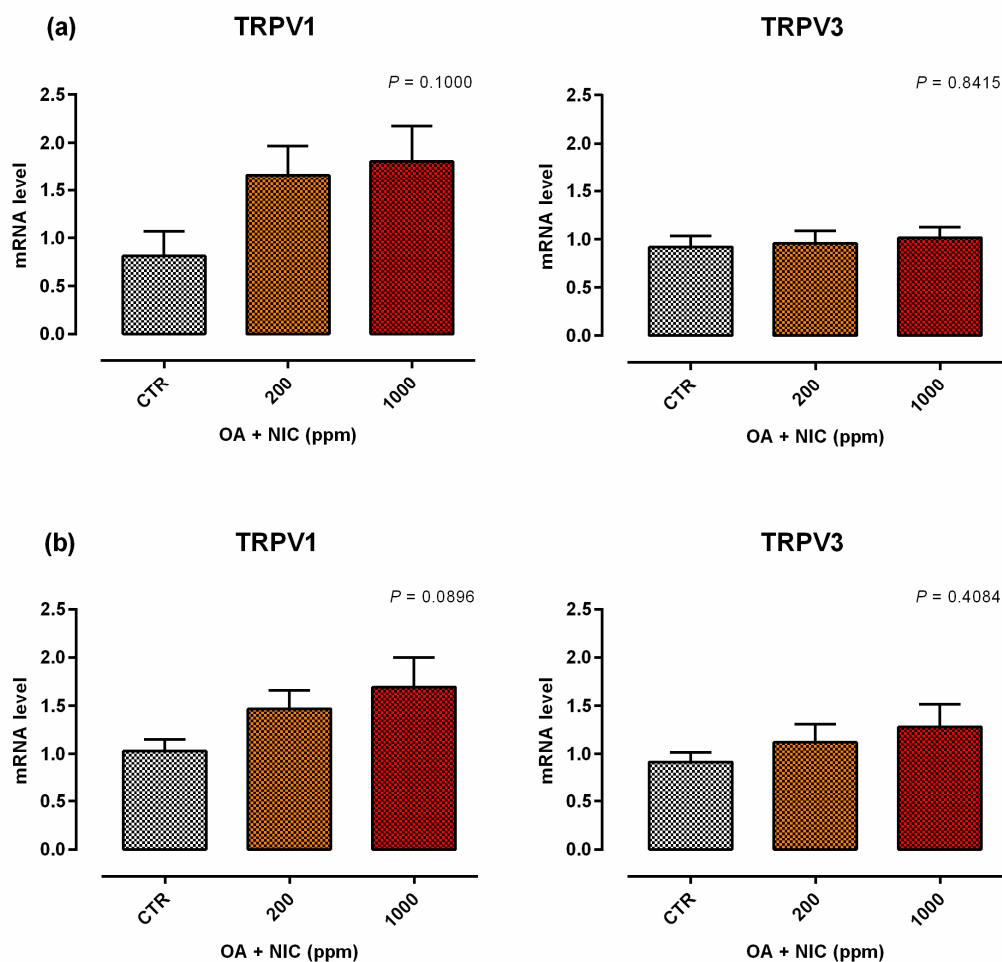 (a) TRPV1 TRPV3
P = 0.1000 P = 0.8415
mRNA level
2.5
2.0
1.5
1.0
0.5
0.0
CTR 200 1000
OA + NIC (ppm)
mRNA level
2.5
2.0
1.5
1.0
0.5
0.0
CTR 200 1000
OA + NIC (ppm)
(b) TRPV1 TRPV3
P = 0.0896 P = 0.4084
mRNA level
2.5
2.0
1.5
1.0
0.5
0.0
CTR 200 1000
OA + NIC (ppm)
mRNA level
2.5
2.0
1.5
1.0
0.5
0.0
CTR 200 1000
OA + NIC (ppm)